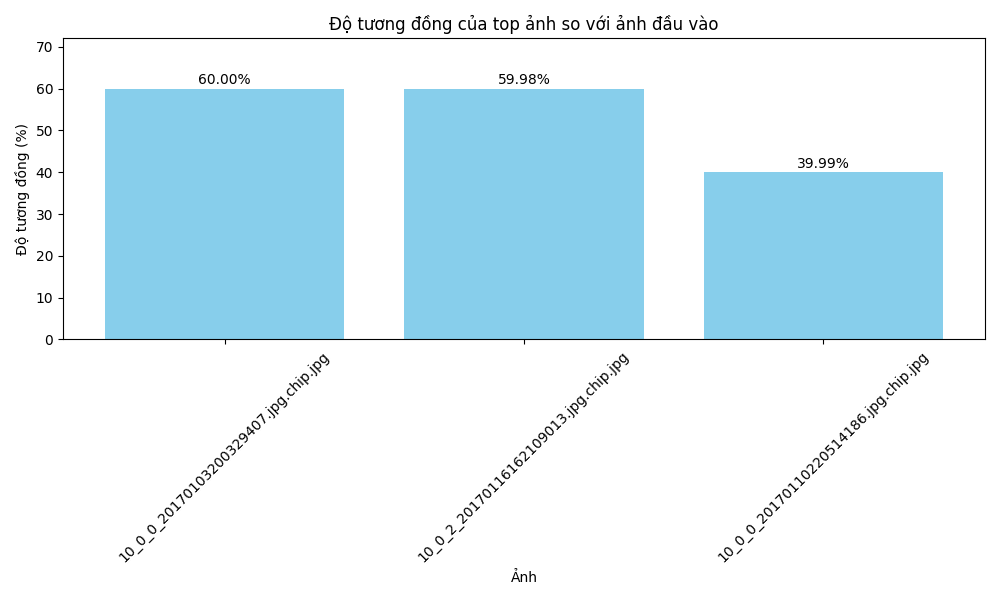 Độ tương đồng của top ảnh so với ảnh đầu vào
Độ tương đồng (%)
70
60
50
40
30
20
10
0
60.00%
59.98%
39.99%
10_0_0_20170103200329407.jpg.chip.jpg
10_0_2_20170116162109013.jpg.chip.jpg
10_0_0_20170110220514186.jpg.chip.jpg
Ảnh